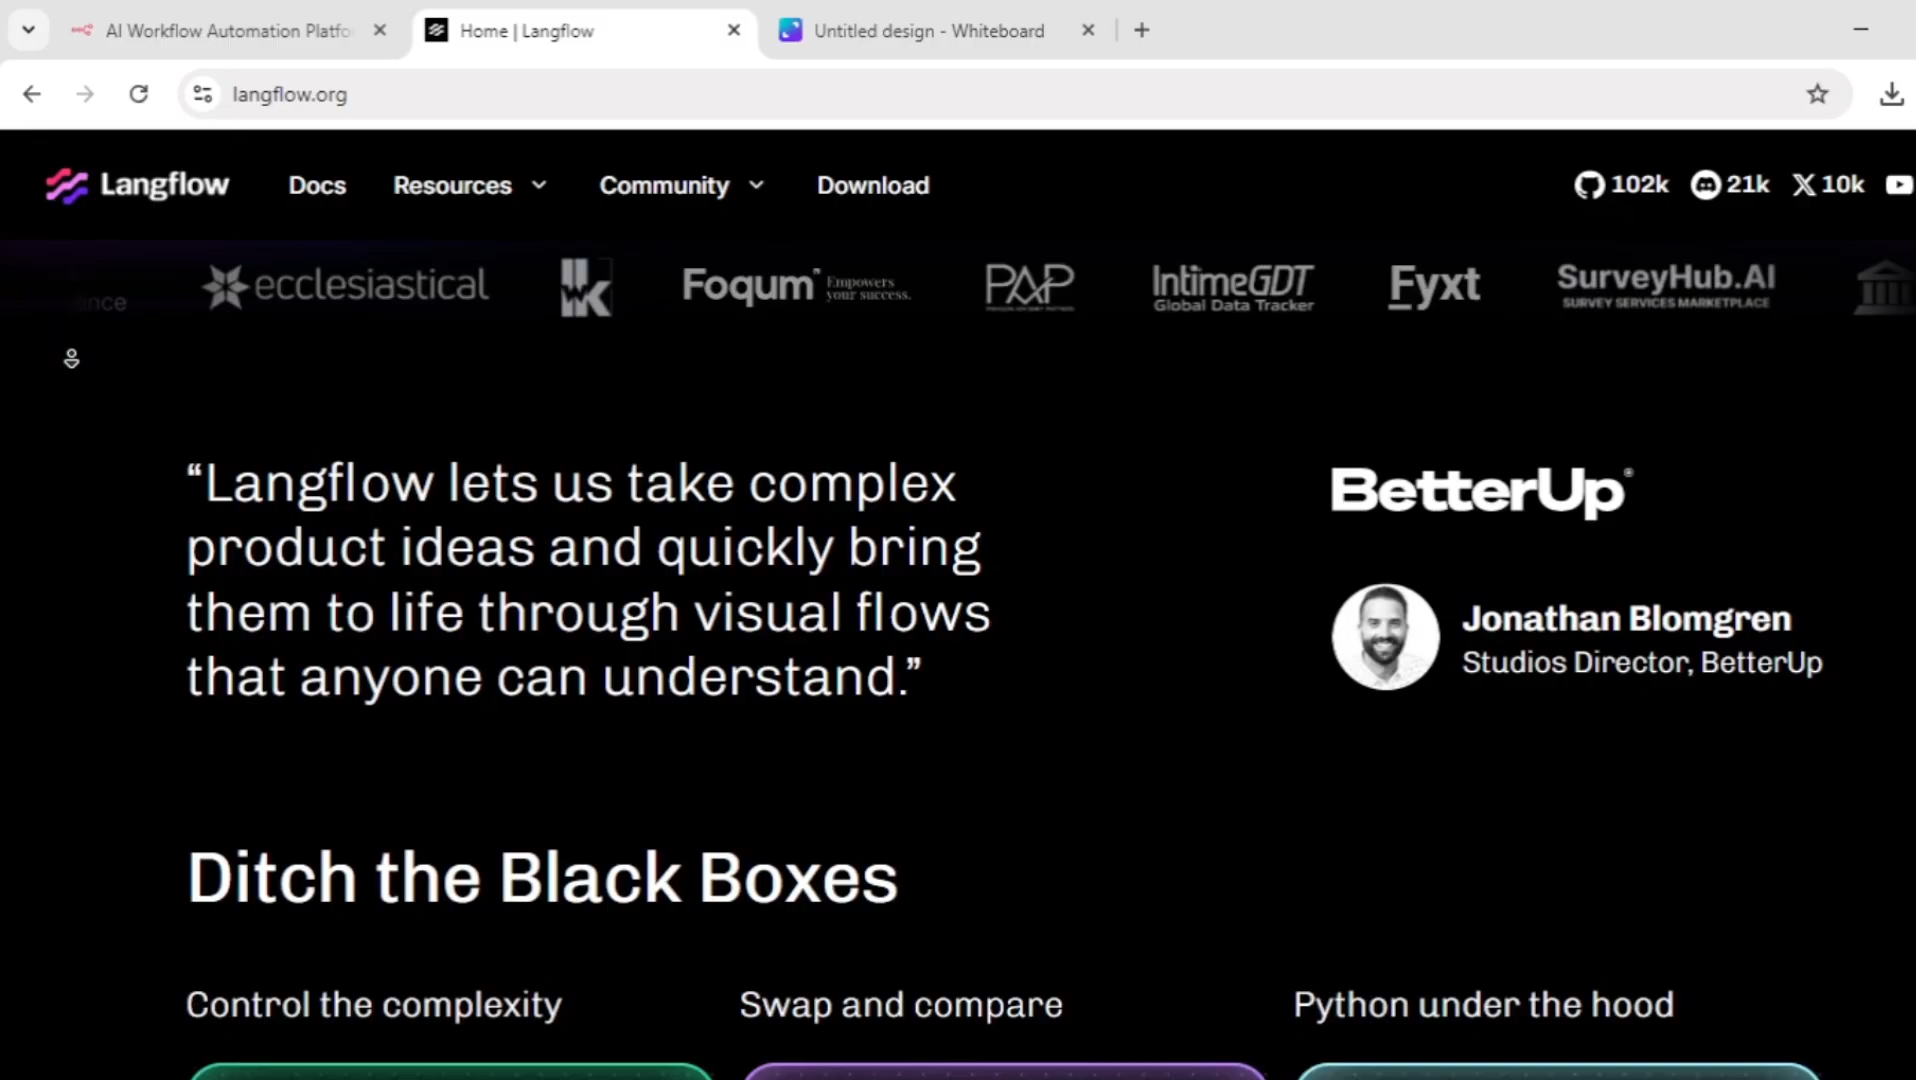 AI Workflow Automation Platfo
Home | Langflow
Untitled design - Whiteboard
langflow.org
Langflow
Docs
Resources
Community
Download
102k
21k
10k
ecclesiastical
Foqum
Empowers
your success.
PAP
IntimeGDT
Global Data Tracker
Fyxt
SurveyHub.AI
SURVEY SERVICES MARKETPLACE
“Langflow lets us take complex
product ideas and quickly bring
them to life through visual flows
that anyone can understand.”
BetterUp
Jonathan Blomgren
Studios Director, BetterUp
Ditch the Black Boxes
Control the complexity
Swap and compare
Python under the hood